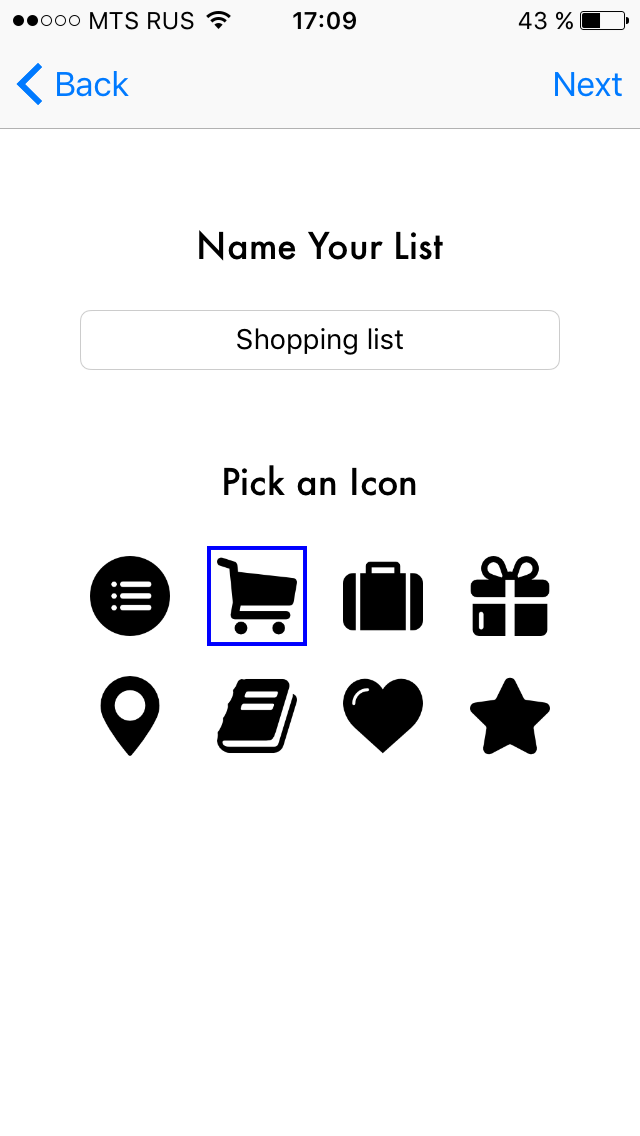 MTS RUS 17:09 43 %
Back Next
Name Your List
Shopping list
Pick an Icon